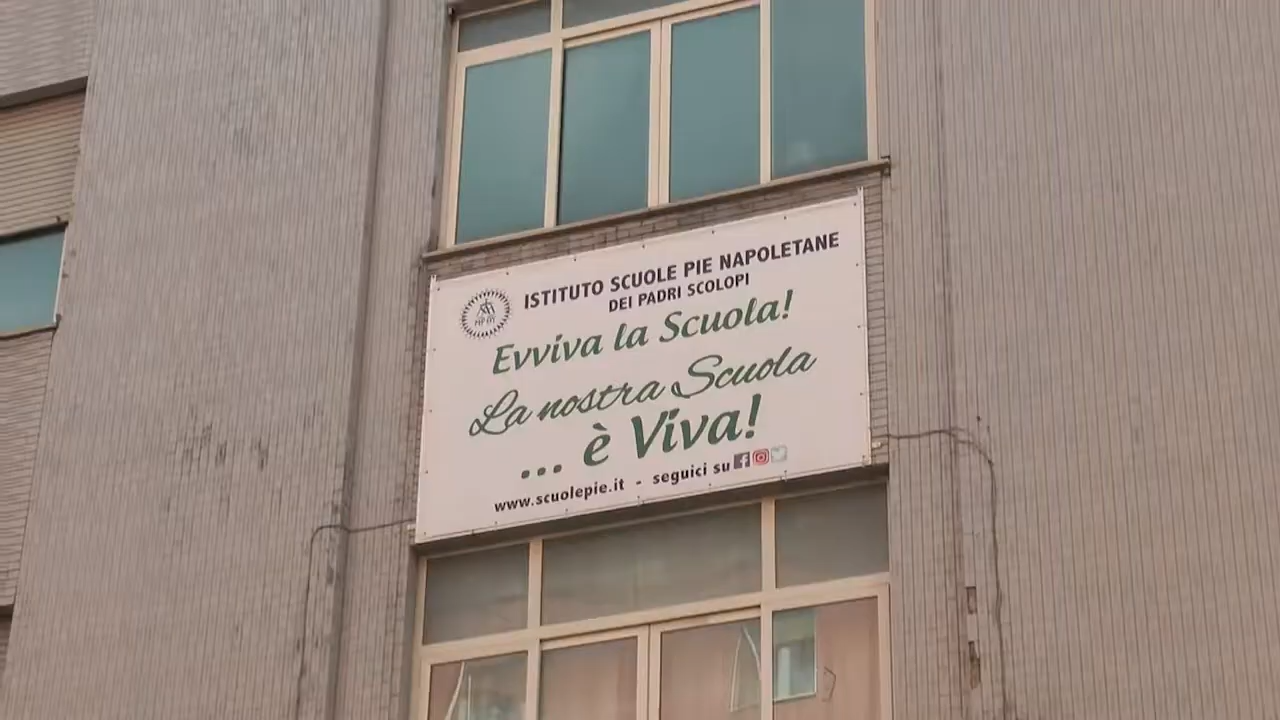 ISTITUTO SCUOLE PIE NAPOLETANE
DEI PADRI SCOLOPI
Evviva la Scuola!
La nostra Scuola
... è Viva!
www.scuolepie.it - seguici su